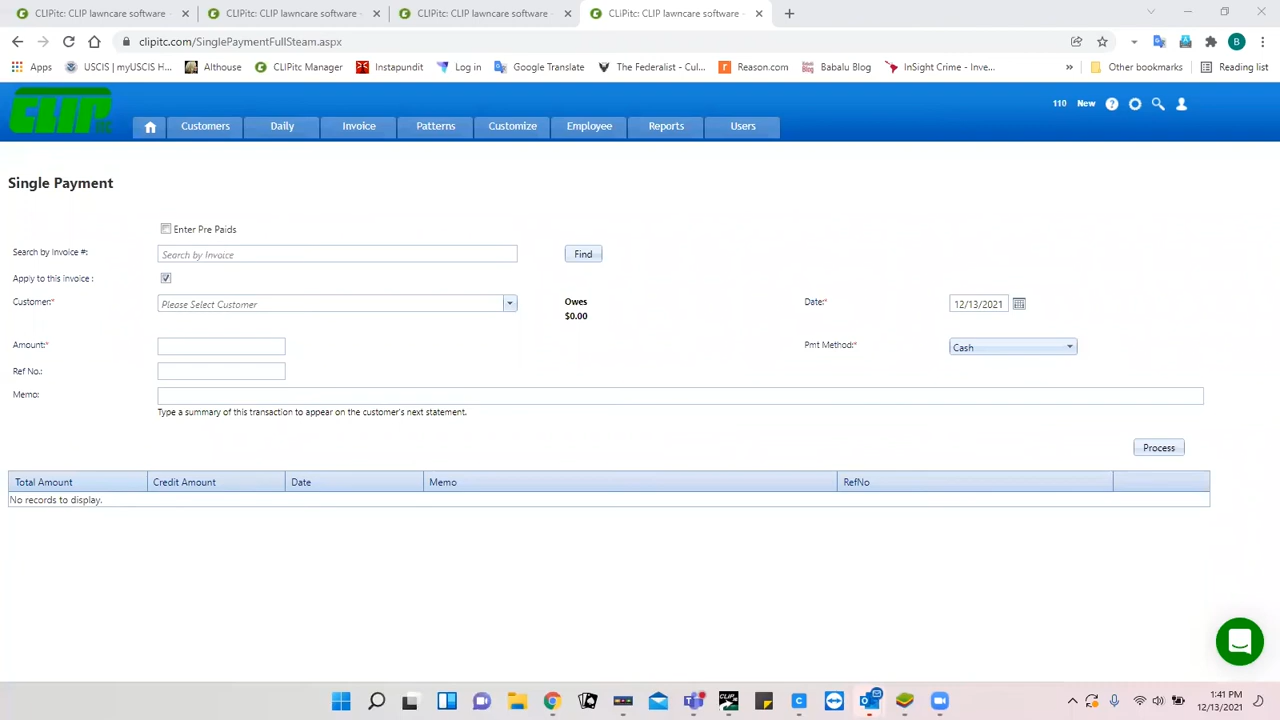 CLIPitc: CLIP lawncare software
CLIPitc: CLIP lawncare software
CLIPitc: CLIP lawncare software
CLIPitc: CLIP lawncare software
clipitc.com/SinglePaymentFullSteam.aspx
B
Apps
USCIS | myUSCIS H...
Althouse
CLIPitc Manager
Instapundit
Log in
Google Translate
The Federalist - Cul...
Reason.com
Babalu Blog
InSight Crime - Inve...
»
Other bookmarks
Reading list
CLIP
110 New
Customers Daily Invoice Patterns Customize Employee Reports Users
Single Payment
Enter Pre Paids
Search by Invoice #: Search by Invoice Find
Apply to this invoice :
Customer:* Please Select Customer Owes Date:* 12/13/2021
$0.00
Amount:* Pmt Method:* Cash
Ref No.:
Memo:
Type a summary of this transaction to appear on the customer's next statement.
Process
Total Amount Credit Amount Date Memo RefNo
No records to display.
1:41 PM
12/13/2021